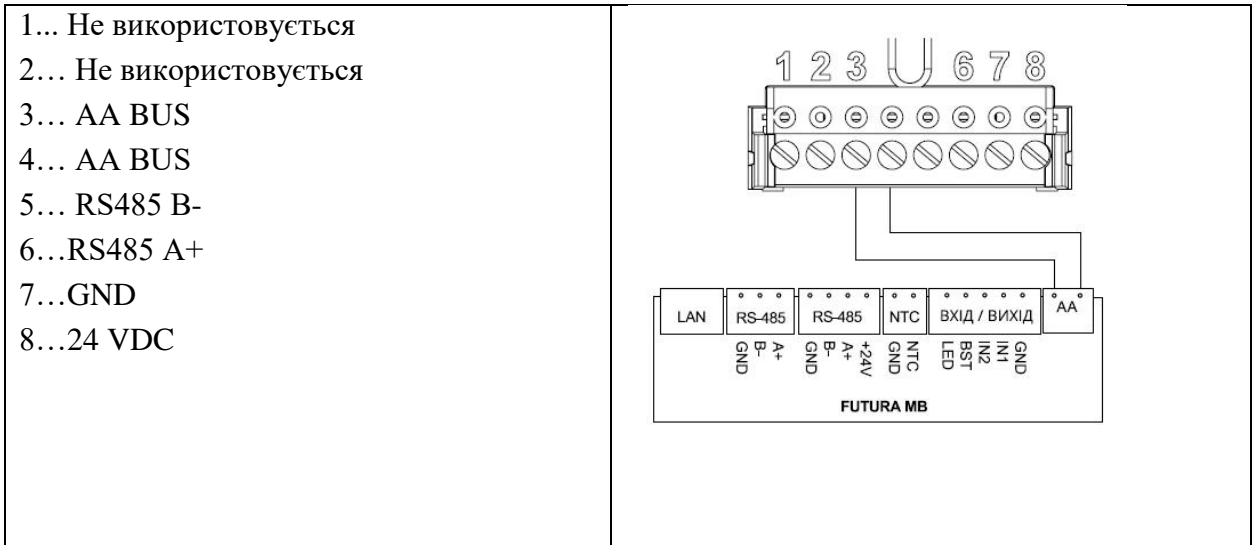 1... Не використовується
2… Не використовується
3… AA BUS
4… AA BUS
5… RS485 B-
6…RS485 A+
7…GND
8…24 VDC
1 2 3 6 7 8
LAN RS-485 RS-485 NTC ВХІД / ВИХІД AA
GND B- A+ GND B- A+ +24V GND NTC LED BST IN2 IN1 GND
FUTURA MB